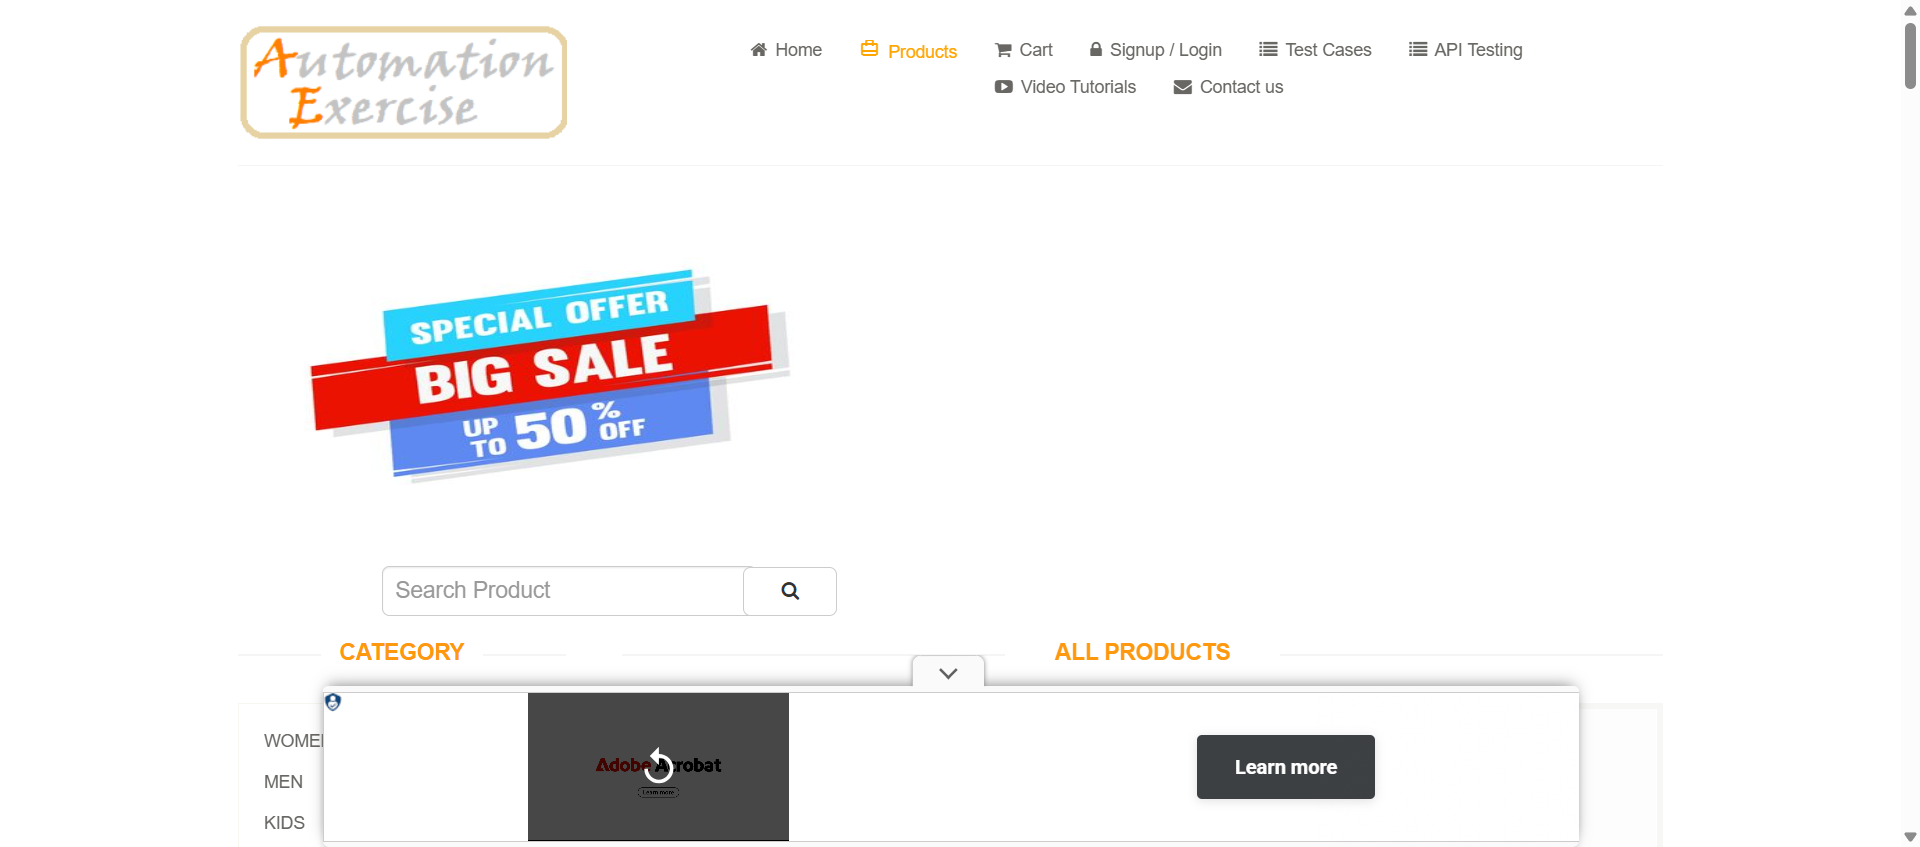 Automation
Exercise
Home
Products
Cart
Signup / Login
Test Cases
API Testing
Video Tutorials
Contact us
SPECIAL OFFER
BIG SALE
UP TO 50% OFF
Search Product
CATEGORY
ALL PRODUCTS
WOME
MEN
KIDS
Adobe Acrobat
Learn more
Learn more